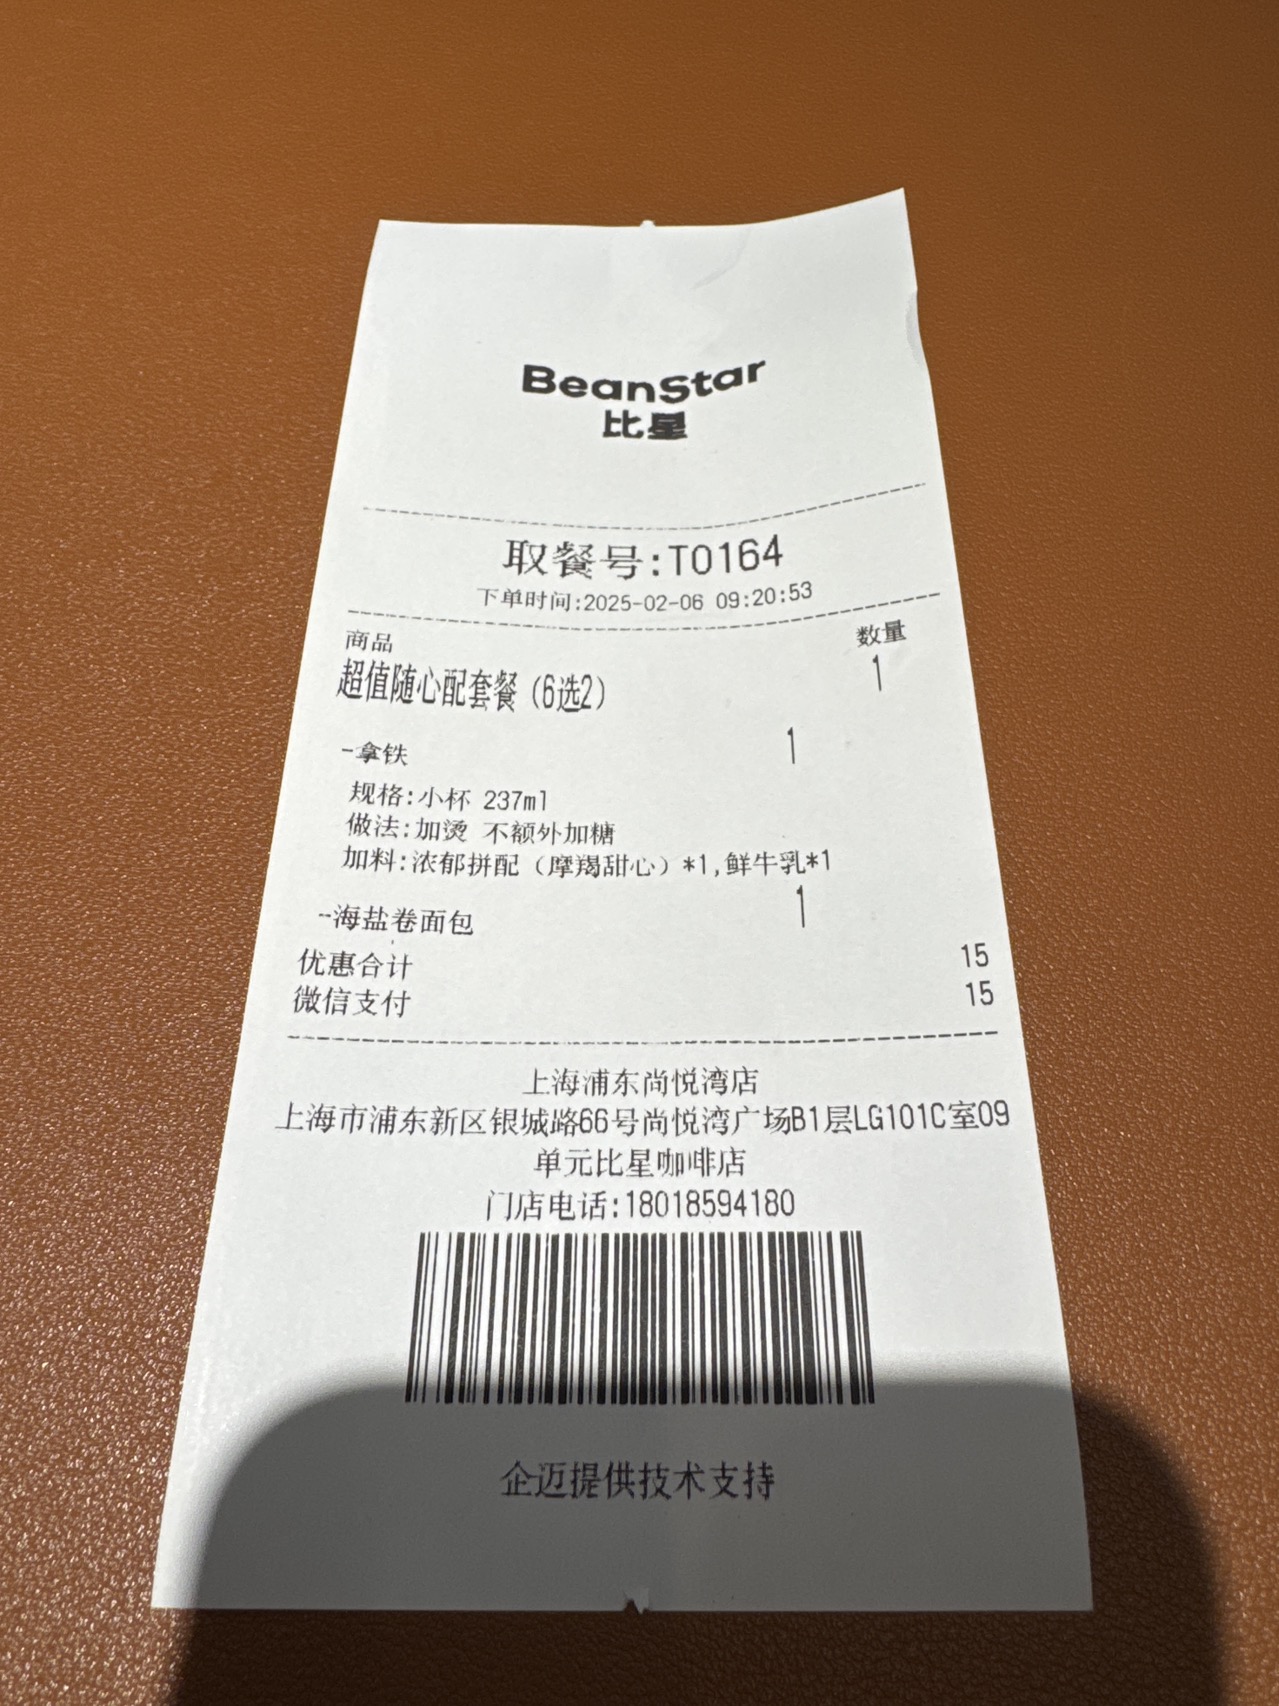 BeanStar
比星
取餐号:T0164
下单时间:2025-02-06 09:20:53
商品 数量
超值随心配套餐（6选2） 1
-拿铁 1
规格:小杯 237ml
做法:加烫 不额外加糖
加料:浓郁拼配（摩羯甜心）*1,鲜牛乳*1
-海盐卷面包 1
优惠合计 15
微信支付 15
上海浦东尚悦湾店
上海市浦东新区银城路66号尚悦湾广场B1层LG101C室09
单元比星咖啡店
门店电话:18018594180
企迈提供技术支持